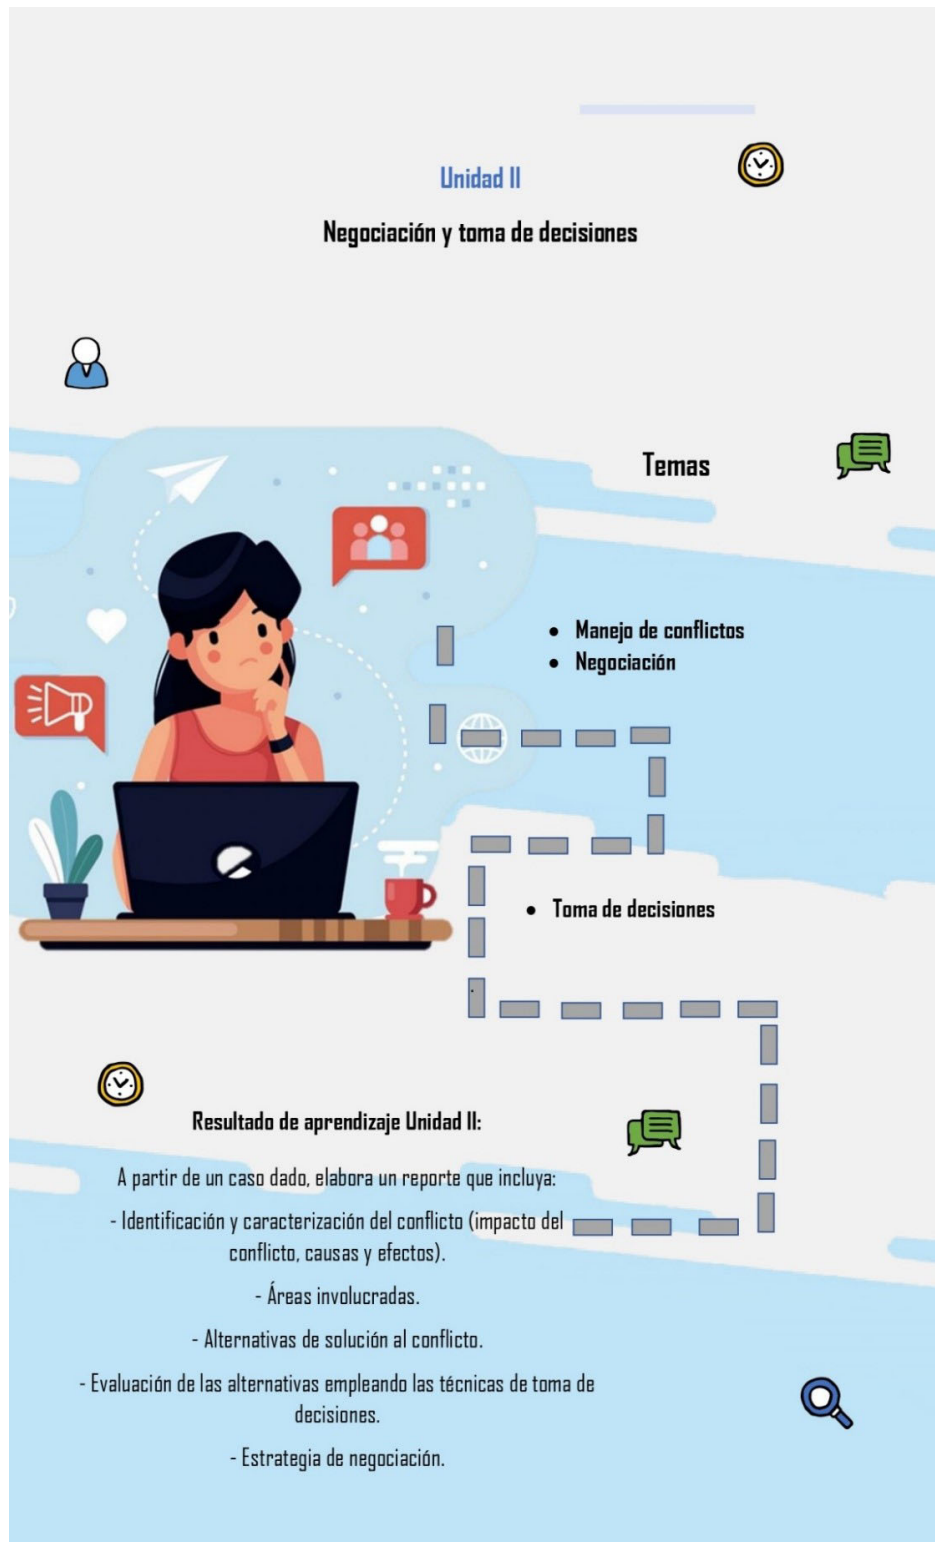 Unidad II
Negociación y toma de decisiones
Temas
• Manejo de conflictos
• Negociación
• Toma de decisiones
Resultado de aprendizaje Unidad II:
A partir de un caso dado, elabora un reporte que incluya:
- Identificación y caracterización del conflicto (impacto del
conflicto, causas y efectos).
- Áreas involucradas.
- Alternativas de solución al conflicto.
- Evaluación de las alternativas empleando las técnicas de toma de
decisiones.
- Estrategia de negociación.